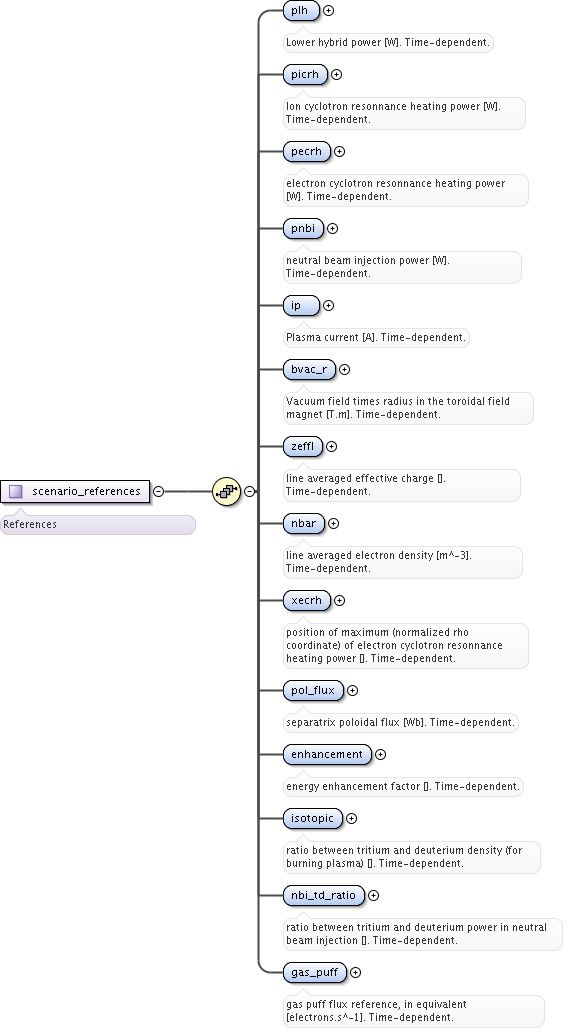 plh
Lower hybrid power [W]. Time-dependent.
picrh
Ion cyclotron resonnance heating power [W].
Time-dependent.
pecrh
electron cyclotron resonnance heating power
[W]. Time-dependent.
pnbi
neutral beam injection power [W].
Time-dependent.
ip
Plasma current [A]. Time-dependent.
bvac_r
Vacuum field times radius in the toroidal field
magnet [T.m]. Time-dependent.
zeffl
line averaged effective charge [].
Time-dependent.
scenario_references
References
nbar
line averaged electron density [m^-3].
Time-dependent.
xecrh
position of maximum (normalized rho
coordinate) of electron cyclotron resonnance
heating power []. Time-dependent.
pol_flux
separatrix poloidal flux [Wb]. Time-dependent.
enhancement
energy enhancement factor []. Time-dependent.
isotopic
ratio between tritium and deuterium density (for
burning plasma) []. Time-dependent.
nbi_td_ratio
ratio between tritium and deuterium power in neutral
beam injection []. Time-dependent.
gas_puff
gas puff flux reference, in equivalent
[electrons.s^-1]. Time-dependent.